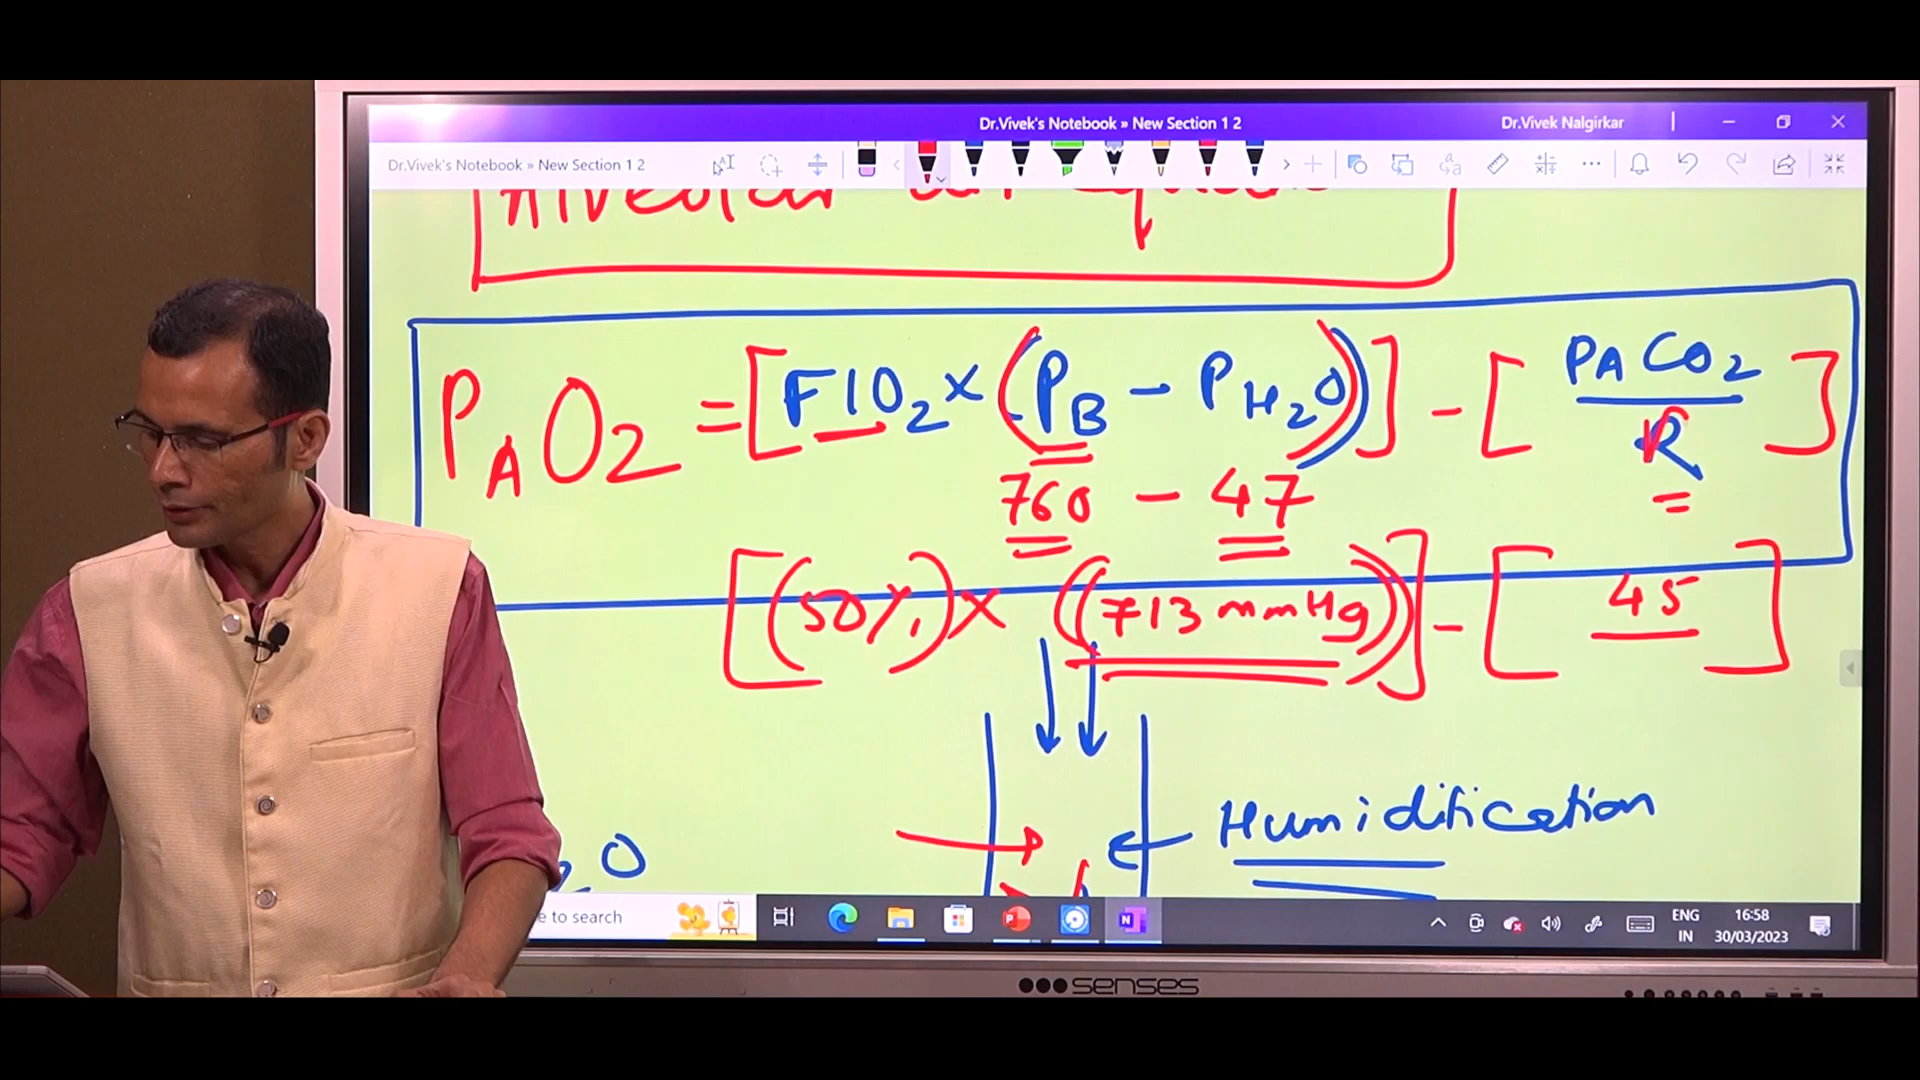 Dr.Vivek's Notebook » New Section 1 2
Dr.Vivek Nalgirkar
Dr.Vivek's Notebook » New Section 1 2
Alveolar
PAO2 = [FIO2 × (PB - PH2O)] - [PACO2 / R]
760 - 47
[(50%) × ((713 mmHg))] - [45]
Humidification
2O
e to search
ENG
IN
16:58
30/03/2023
senses